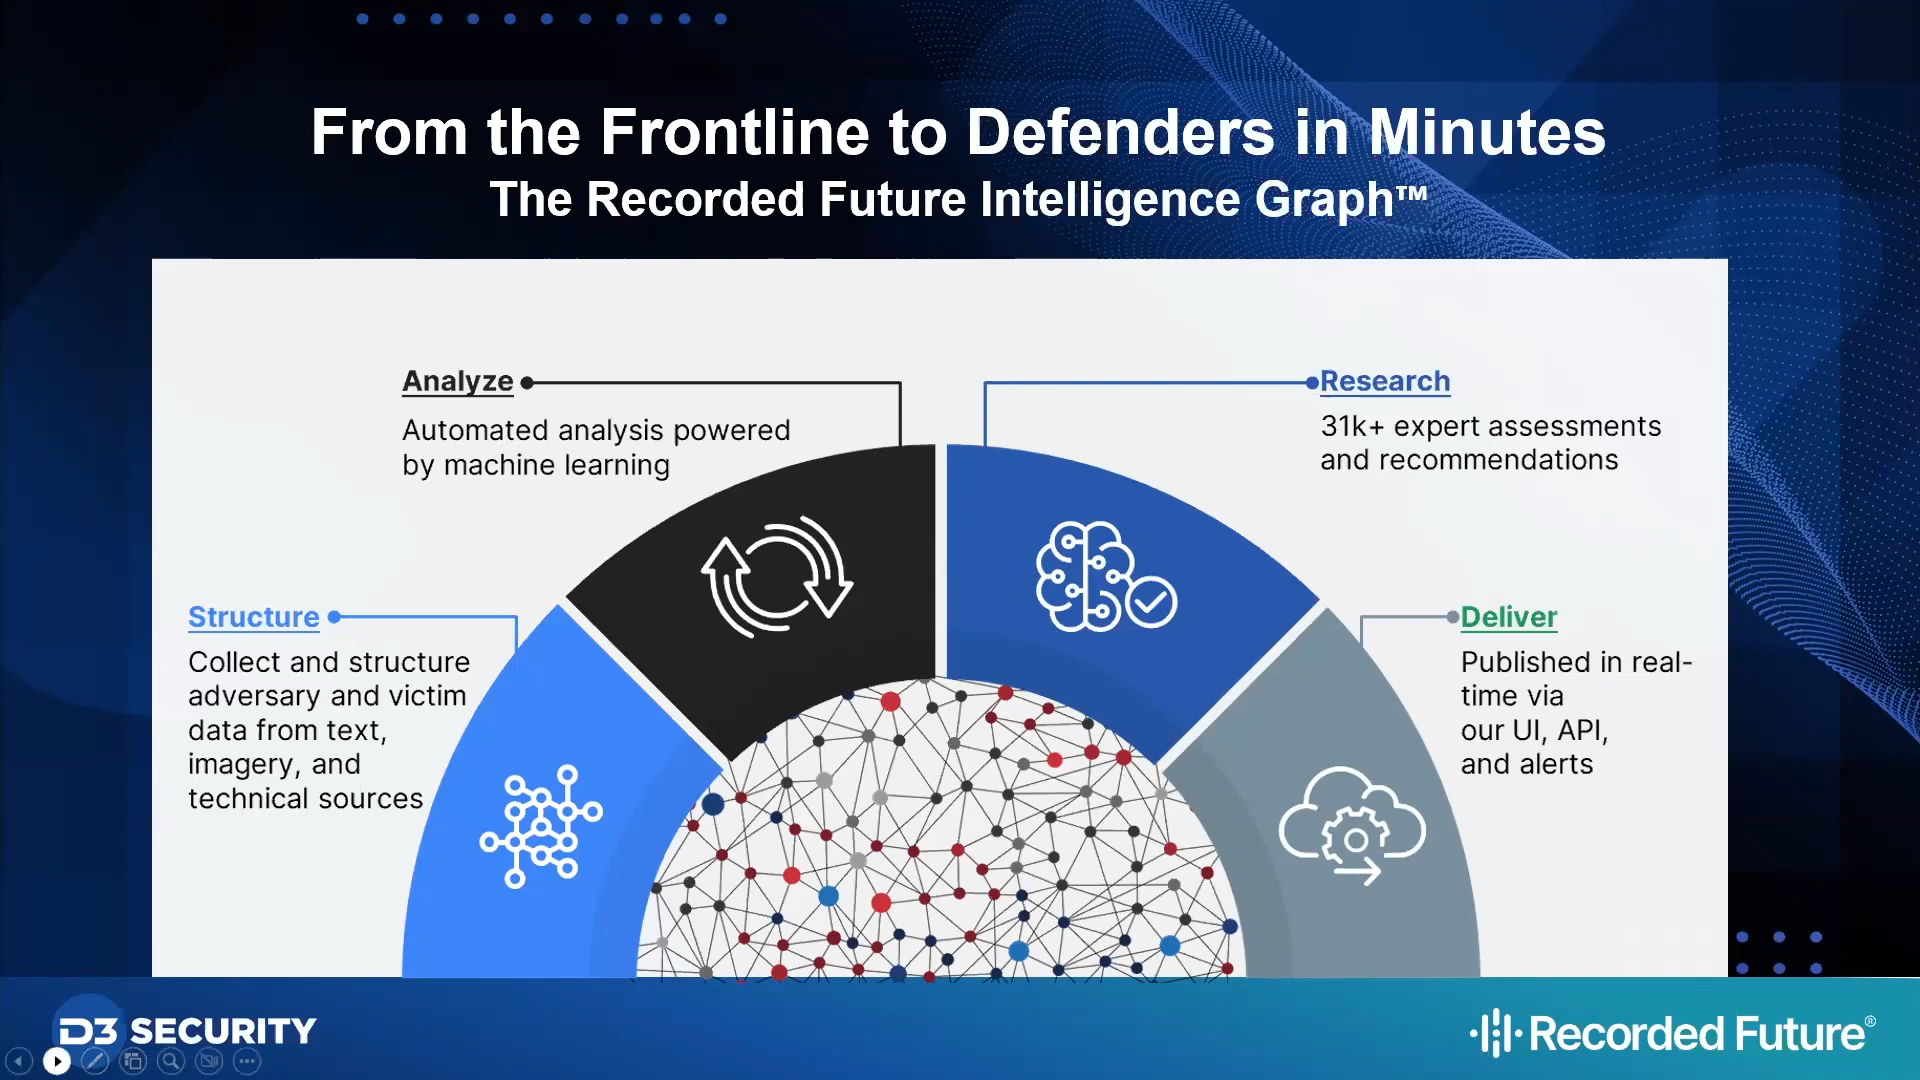 From the Frontline to Defenders in Minutes
The Recorded Future Intelligence Graph™
Analyze
Automated analysis powered
by machine learning
Research
31k+ expert assessments
and recommendations
Structure
Collect and structure
adversary and victim
data from text,
imagery, and
technical sources
Deliver
Published in real-
time via
our UI, API,
and alerts
D3 SECURITY
Recorded Future®